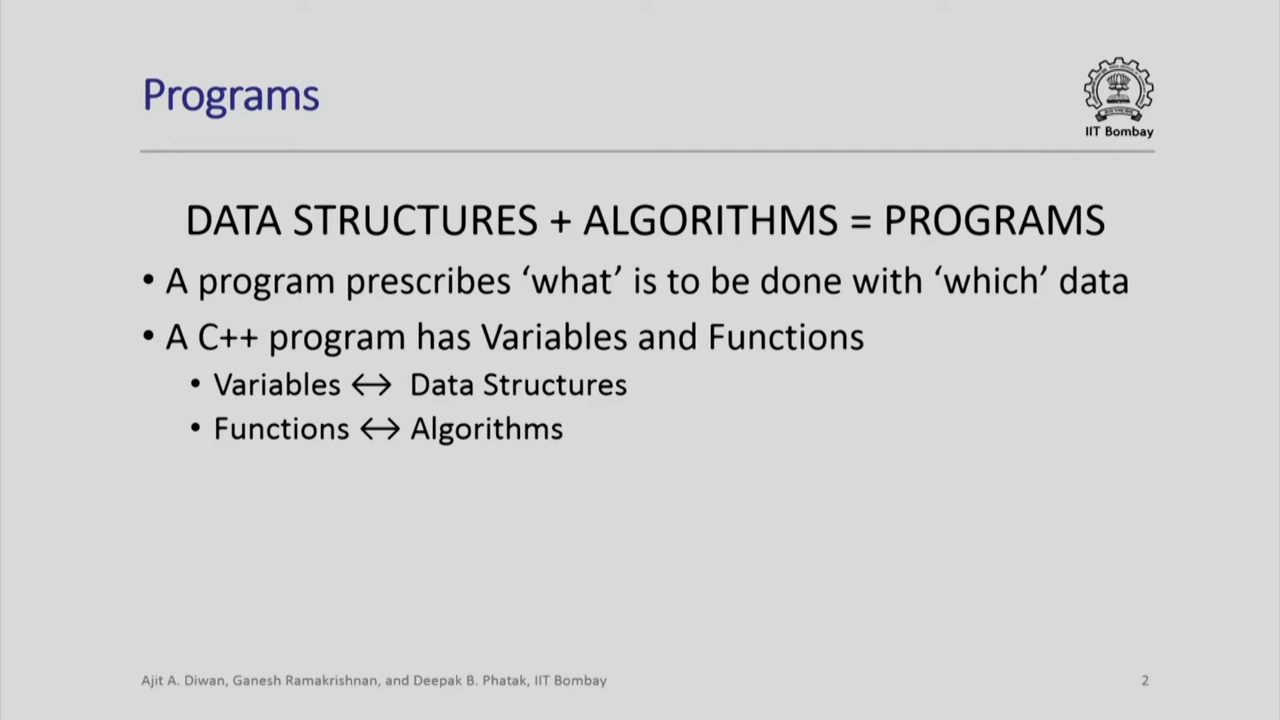 Programs
IIT Bombay
DATA STRUCTURES + ALGORITHMS = PROGRAMS
• A program prescribes ‘what’ is to be done with ‘which’ data
• A C++ program has Variables and Functions
• Variables ↔ Data Structures
• Functions ↔ Algorithms
Ajit A. Diwan, Ganesh Ramakrishnan, and Deepak B. Phatak, IIT Bombay
2